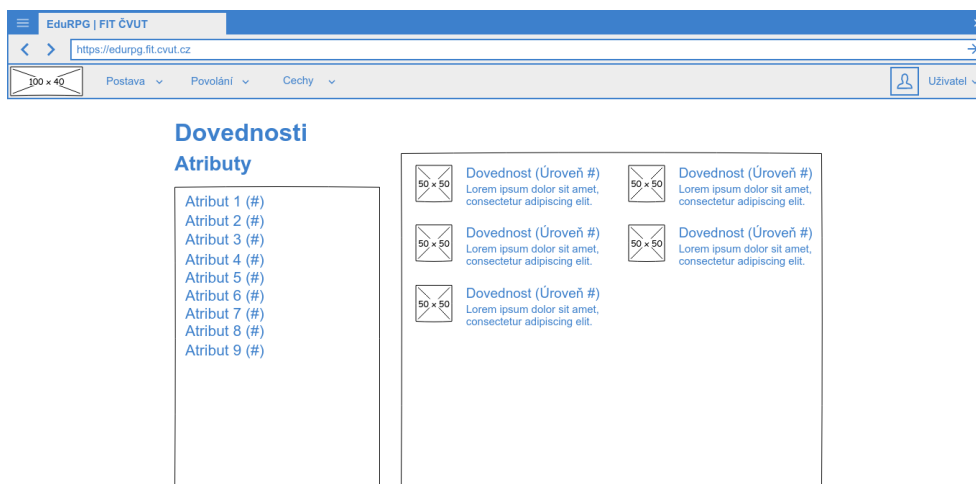 EduRPG | FIT ČVUT
https://edurpg.fit.cvut.cz
100 x 40
Postava
Povolání
Cechy
Uživatel
Dovednosti
Atributy
Atribut 1 (#)
Atribut 2 (#)
Atribut 3 (#)
Atribut 4 (#)
Atribut 5 (#)
Atribut 6 (#)
Atribut 7 (#)
Atribut 8 (#)
Atribut 9 (#)
50 x 50
Dovednost (Úroveň #)
Lorem ipsum dolor sit amet,
consectetur adipiscing elit.
50 x 50
Dovednost (Úroveň #)
Lorem ipsum dolor sit amet,
consectetur adipiscing elit.
50 x 50
Dovednost (Úroveň #)
Lorem ipsum dolor sit amet,
consectetur adipiscing elit.
50 x 50
Dovednost (Úroveň #)
Lorem ipsum dolor sit amet,
consectetur adipiscing elit.
50 x 50
Dovednost (Úroveň #)
Lorem ipsum dolor sit amet,
consectetur adipiscing elit.